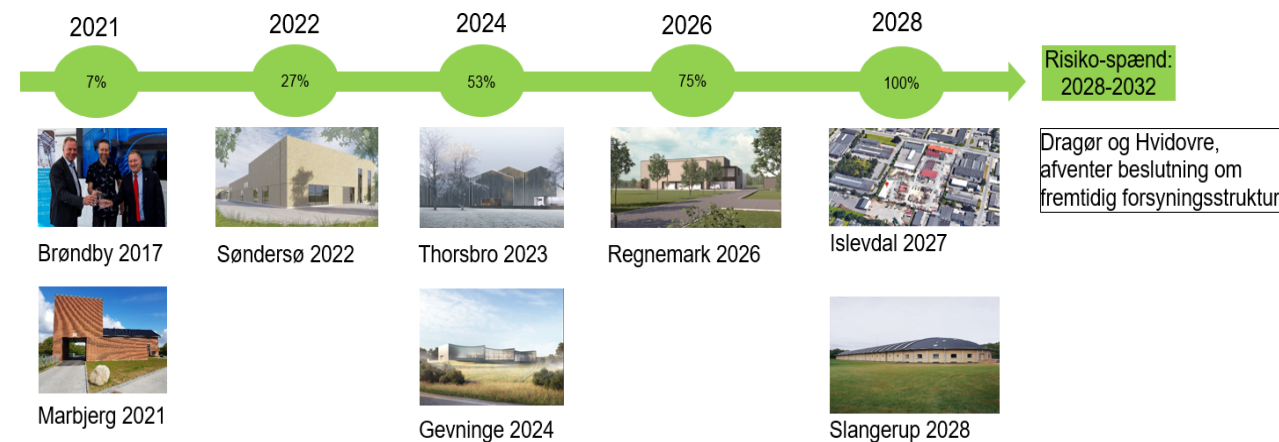 2021
2022
2024
2026
2028
7%
27%
53%
75%
100%
Risiko-spænd:
2028-2032
Dragør og Hvidovre,
afventer beslutning om
fremtidig forsyningsstruktur
Brøndby 2017
Søndersø 2022
Thorsbro 2023
Regnemark 2026
Islevdal 2027
Marbjerg 2021
Gevninge 2024
Slangerup 2028